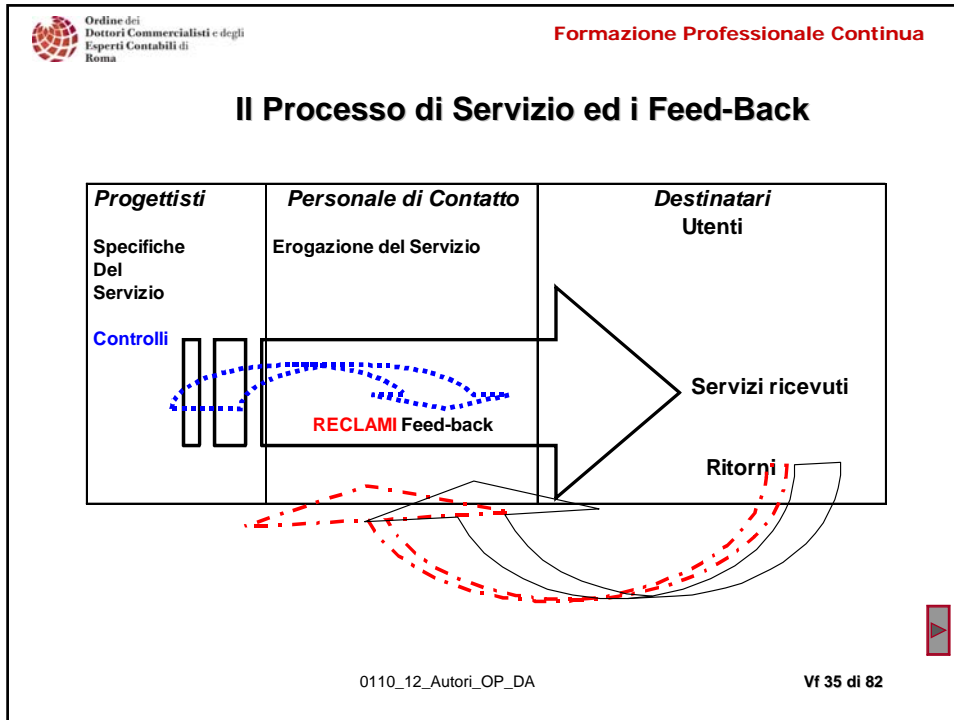 Ordine dei
Dottori Commercialisti e degli
Esperti Contabili di
Roma
Formazione Professionale Continua
Il Processo di Servizio ed i Feed-Back
Progettisti
Specifiche
Del
Servizio
Controlli
Personale di Contatto
Erogazione del Servizio
RECLAMI Feed-back
Destinatari
Utenti
Servizi ricevuti
Ritorni
0110_12_Autori_OP_DA
Vf 35 di 82